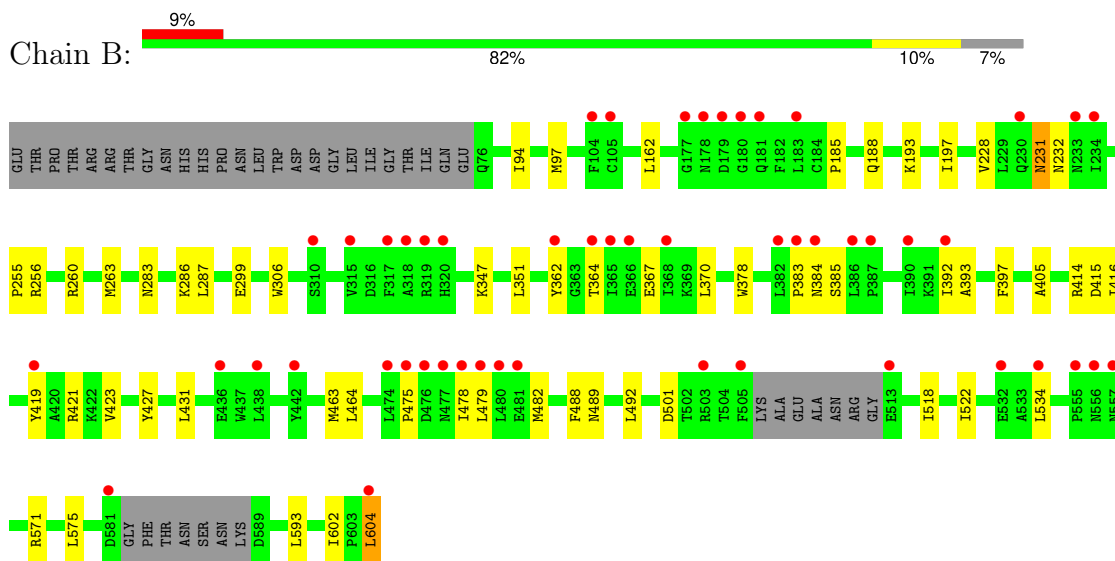 9%
Chain B:
82% 10% 7%
GLU THR PRO THR ARG ARG THR GLY ASN HIS HIS PRO ASN LEU TRP ASP ASP GLY LEU ILE GLY THR ILE GLN GLU Q76 I94 M97 F104 C105 L162 G177 N178 D179 G180 Q181 F182 L183 C184 P185 Q188 K193 I197 V228 L229 Q230 N231 N232 N233 I234
P255 R256 R260 M263 N283 K286 L287 E299 W306 S310 V315 D316 F317 A318 R319 H320 K347 L351 Y362 G363 T364 I365 E366 E367 I368 K369 L370 W378 L382 P383 N384 S385 L386 P387 I390 K391 I392 A393 F397 A405 R414 D415 I416
Y419 A420 R421 K422 V423 Y427 L431 E436 W437 L438 Y442 M463 L464 L474 P475 D476 N477 I478 L479 L480 E481 M482 F488 N489 L492 D501 T502 R503 T504 F505 LYS ALA GLU ALA ASN ARG GLY E513 I518 I522 E532 A533 L534 P555 N556 N557
R571 L575 D581 GLY PHE THR ASN SER ASN LYS D589 L593 I602 P603 L604